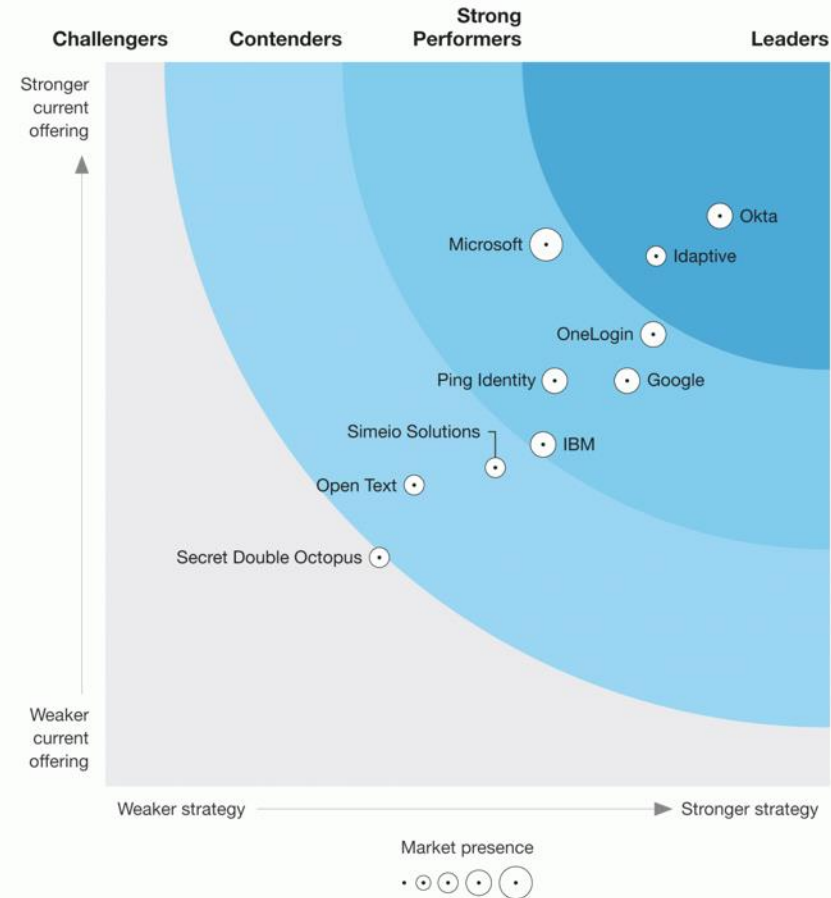 Challengers
Contenders
Strong
Performers
Leaders
Stronger
current
offering
Okta
Microsoft
Idaptive
OneLogin
Ping Identity
Google
Simeio Solutions
IBM
Open Text
Secret Double Octopus
Weaker
current
offering
Weaker strategy
Stronger strategy
Market presence